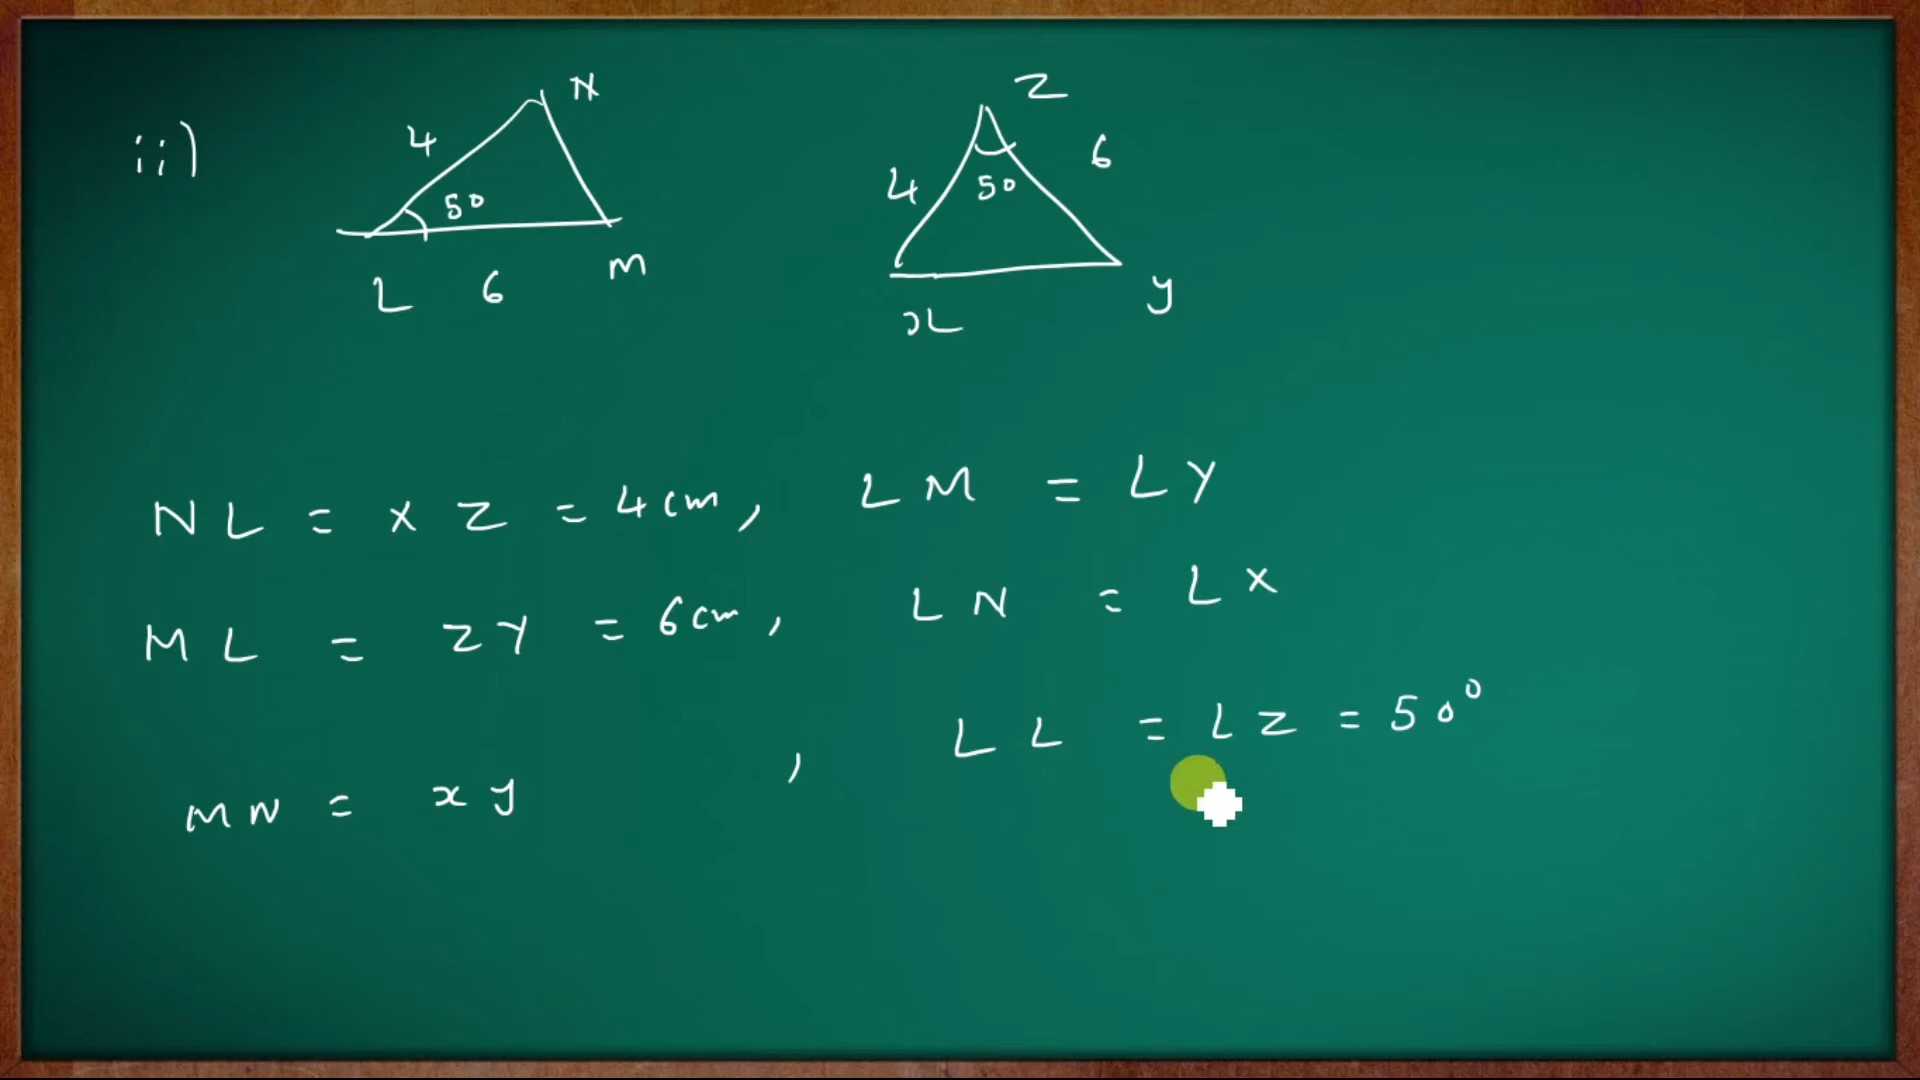 ii)
N
4
50
L 6 M
Z
4 50 6
x y
NL = XZ = 4cm, ∠M = ∠Y
ML = ZY = 6cm, ∠N = ∠X
MN = xy , ∠L = ∠Z = 50°